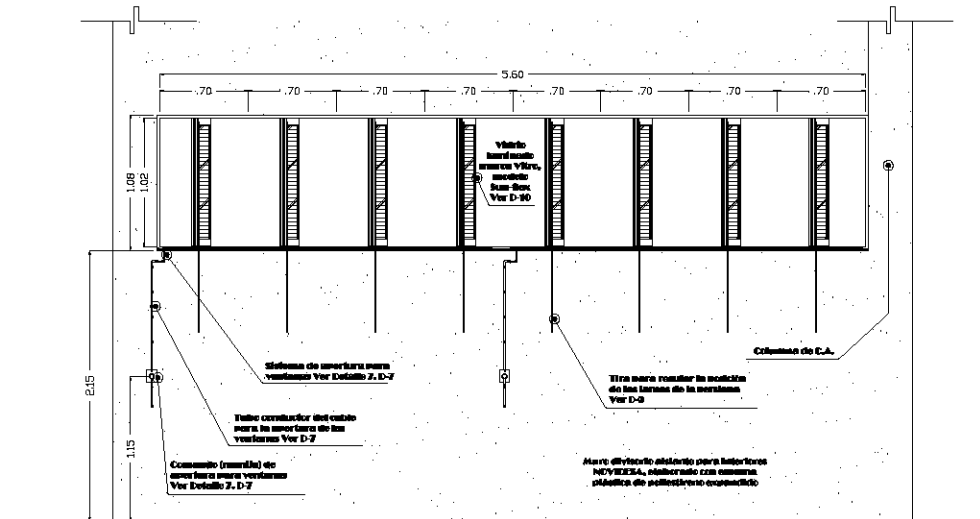 5.60
.70 .70 .70 .70 .70 .70 .70 .70
1.08
1.02
Vidrio
laminado
marca Vitro,
modelo
Sun-flex
Ver D-10
2.15
1.15
Sistema de apertura para
ventanas Ver Detalle 7. D-7
Tubo conductor del cable
para la apertura de las
ventanas Ver D-7
Comando (manija) de
apertura para ventanas
Ver Detalle 7. D-7
Tira para regular la posición
de las lamas de la persiana
Ver D-9
Columna de C.A.
Muro divisorio aislante para interiores
NOVIDESA, elaborado con espuma
plástica de poliestireno expandido